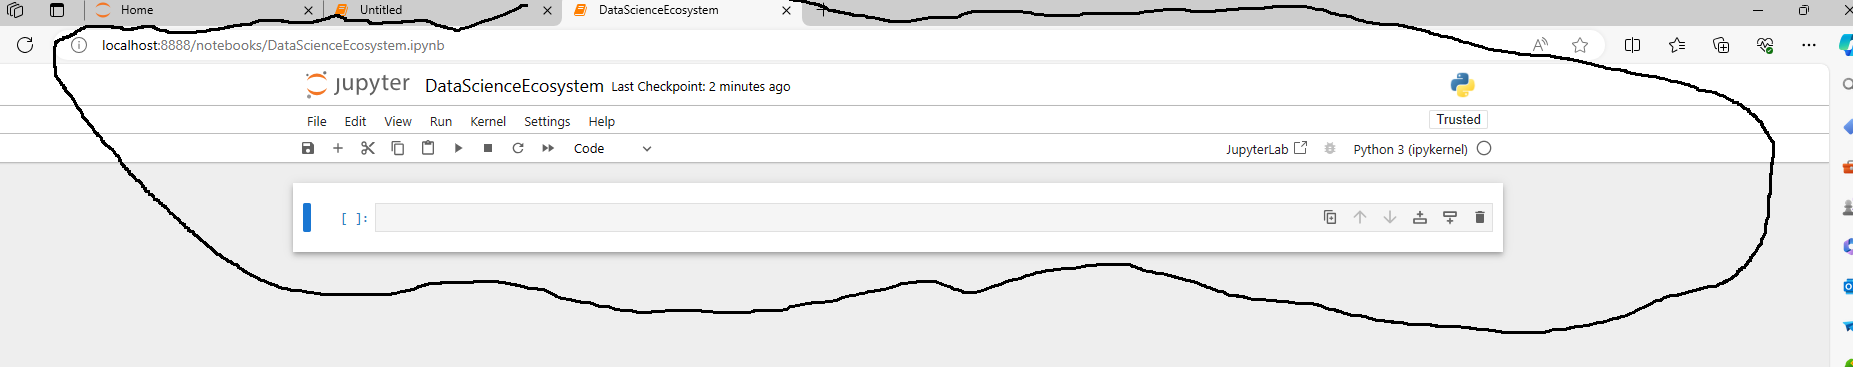 Home Untitled DataScienceEcosystem
localhost:8888/notebooks/DataScienceEcosystem.ipynb
jupyter DataScienceEcosystem Last Checkpoint: 2 minutes ago
File Edit View Run Kernel Settings Help Trusted
Code JupyterLab Python 3 (ipykernel)
[ ]: